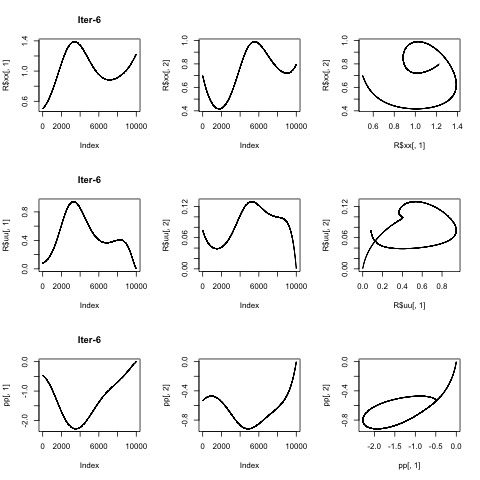 Iter-6
R$xx[, 1]
0.6 1.0 1.4
0 2000 6000 10000
Index
R$xx[, 2]
0.4 0.6 0.8 1.0
0 2000 6000 10000
Index
R$xx[, 2]
0.4 0.6 0.8 1.0
0.6 0.8 1.0 1.2 1.4
R$xx[, 1]
Iter-6
R$uu[, 1]
0.0 0.4 0.8
0 2000 6000 10000
Index
R$uu[, 2]
0.00 0.06 0.12
0 2000 6000 10000
Index
R$uu[, 2]
0.00 0.06 0.12
0.0 0.2 0.4 0.6 0.8
R$uu[, 1]
Iter-6
pp[, 1]
-2.0 -1.0 0.0
0 2000 6000 10000
Index
pp[, 2]
-0.8 -0.4 0.0
0 2000 6000 10000
Index
pp[, 2]
-0.8 -0.4 0.0
-2.0 -1.5 -1.0 -0.5 0.0
pp[, 1]